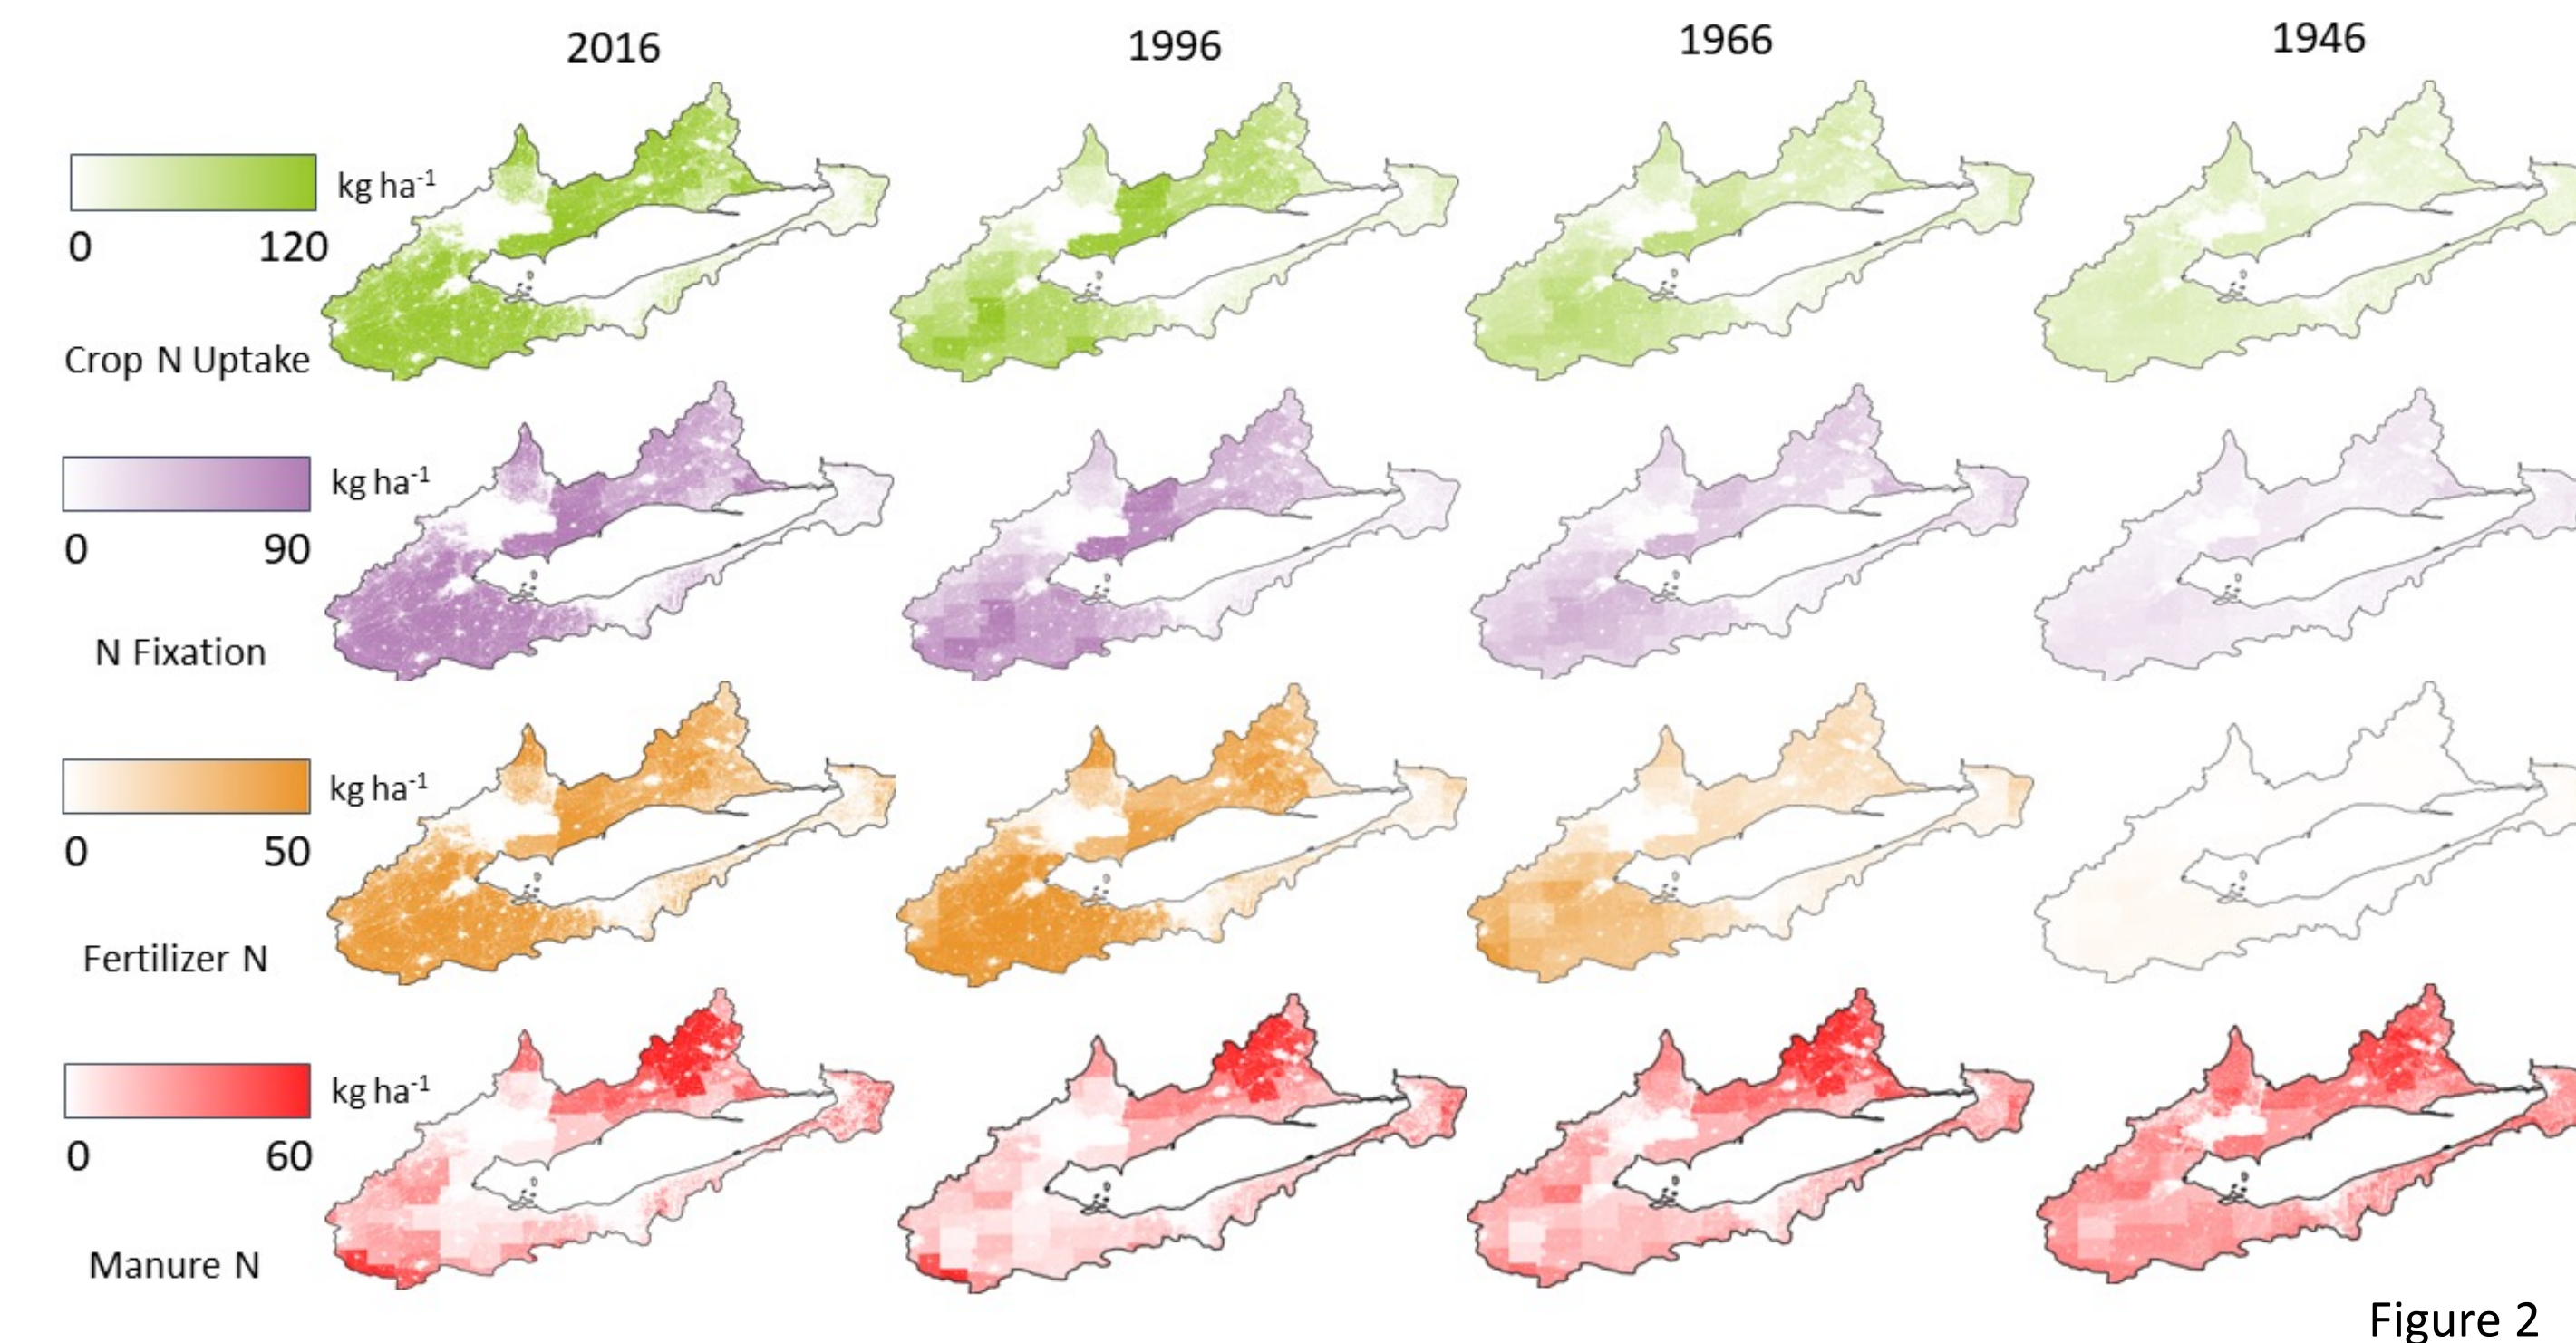 2016 1996 1966 1946
kg ha-1
0 120
Crop N Uptake
kg ha-1
0 90
N Fixation
kg ha-1
0 50
Fertilizer N
kg ha-1
0 60
Manure N
Figure 2